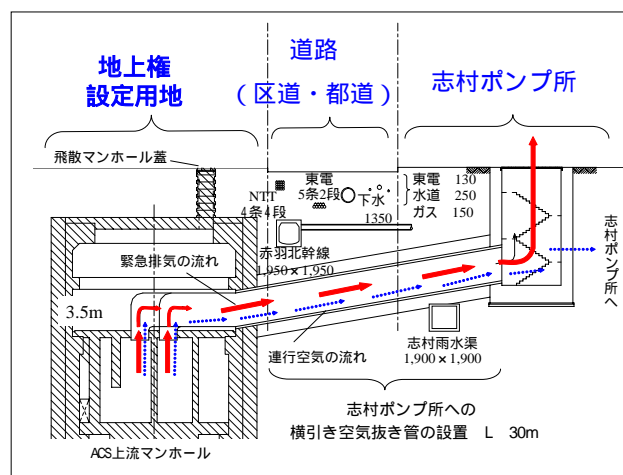 地上権
設定用地
道路
（区道・都道）
志村ポンプ所
飛散マンホール蓋
NTT
4条4段
東電
5条2段
下水
1350
東電 130
水道 250
ガス 150
赤羽北幹線
1,950×1,950
緊急排気の流れ
3.5m
連行空気の流れ
志村雨水渠
1,900×1,900
志村ポンプ所へ
志村ポンプ所への
横引き空気抜き管の設置 L 30m
ACS上流マンホール